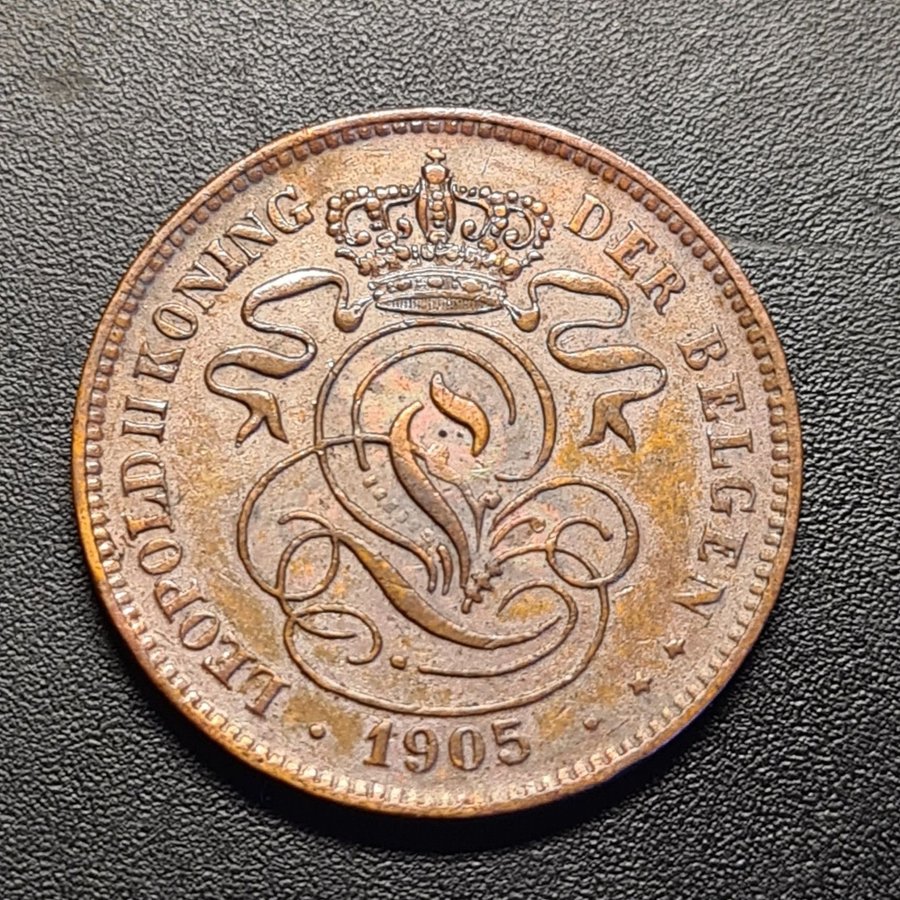 LEOPOLD II KONING DER BELGEN
· 1905 ·